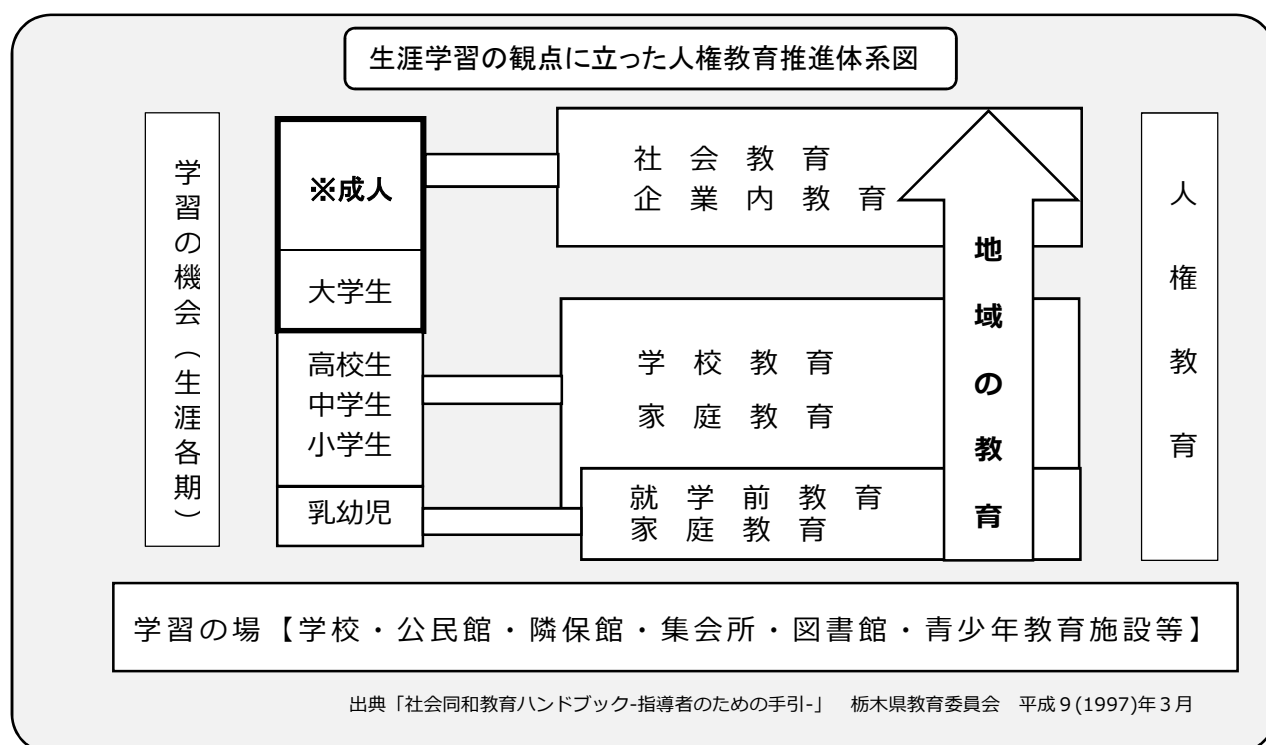 生涯学習の観点に立った人権教育推進体系図
学習の機会（生涯各期）
※成人
大学生
高校生
中学生
小学生
乳幼児
社会教育
企業内教育
学校教育
家庭教育
就学前教育
家庭教育
地域の教育
人権教育
学習の場【学校・公民館・隣保館・集会所・図書館・青少年教育施設等】
出典「社会同和教育ハンドブック-指導者のための手引-」　栃木県教育委員会　平成９(1997)年３月